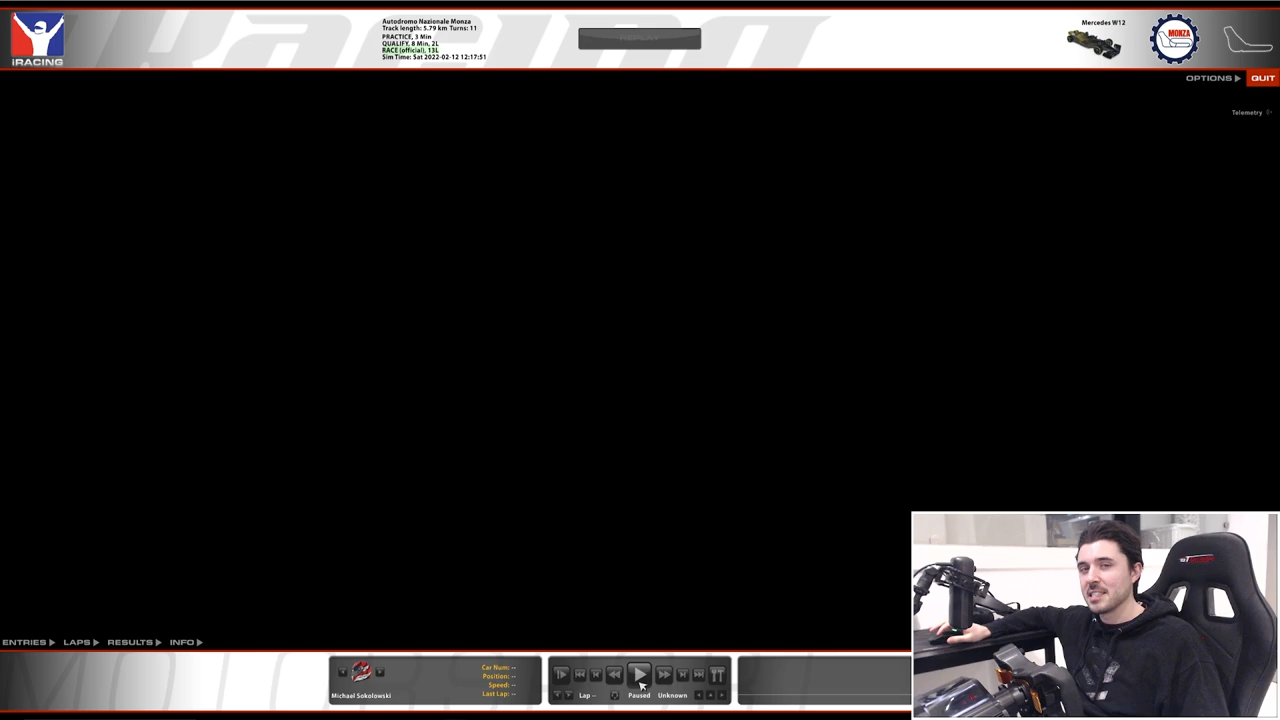 iRACING
Autodromo Nazionale Monza
Track length: 5.79 km Turns: 11
PRACTICE, 3 Min
QUALIFY, 8 Min, 2L
RACE (official), 13L
Sim Time: Sat 2022-02-12 12:17:51
REPLAY
Mercedes W12
MONZA
OPTIONS
QUIT
Telemetry
ENTRIES
LAPS
RESULTS
INFO
Car Num: --
Position: --
Speed: --
Last Lap: --
Michael Sokolowski
Lap --
Paused
Unknown